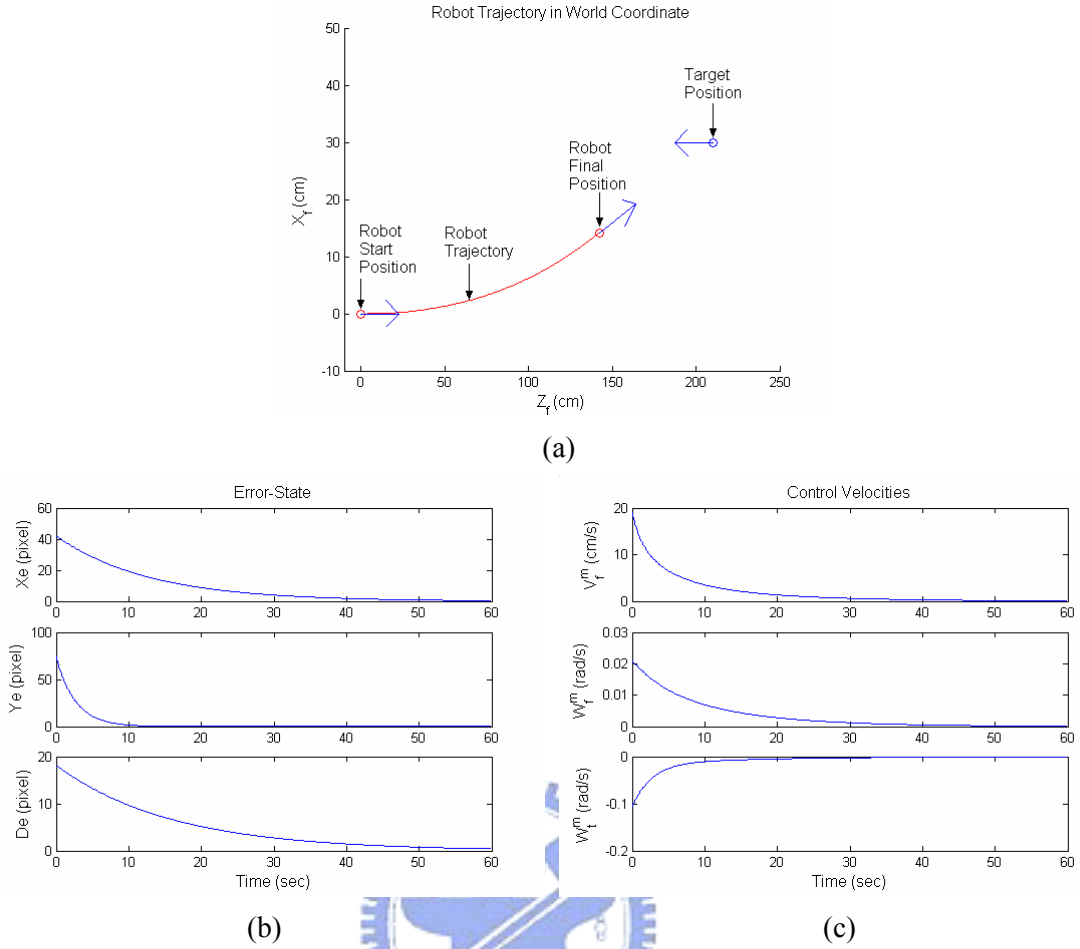 Robot Trajectory in World Coordinate
50
40
30
20
10
0
-10
X_f (cm)
Target
Position
Robot
Final
Position
Robot
Start
Position
Robot
Trajectory
0
50
100
150
200
250
Z_f (cm)
(a)
Error-State
60
40
20
0
Xe (pixel)
0
10
20
30
40
50
60
100
50
0
Ye (pixel)
0
10
20
30
40
50
60
20
10
0
De (pixel)
0
10
20
30
40
50
60
Time (sec)
(b)
Control Velocities
20
10
0
V_f^m (cm/s)
0
10
20
30
40
50
60
0.03
0.02
0.01
0
W_f^m (rad/s)
0
10
20
30
40
50
60
0
-0.1
-0.2
W_t^m (rad/s)
0
10
20
30
40
50
60
Time (sec)
(c)